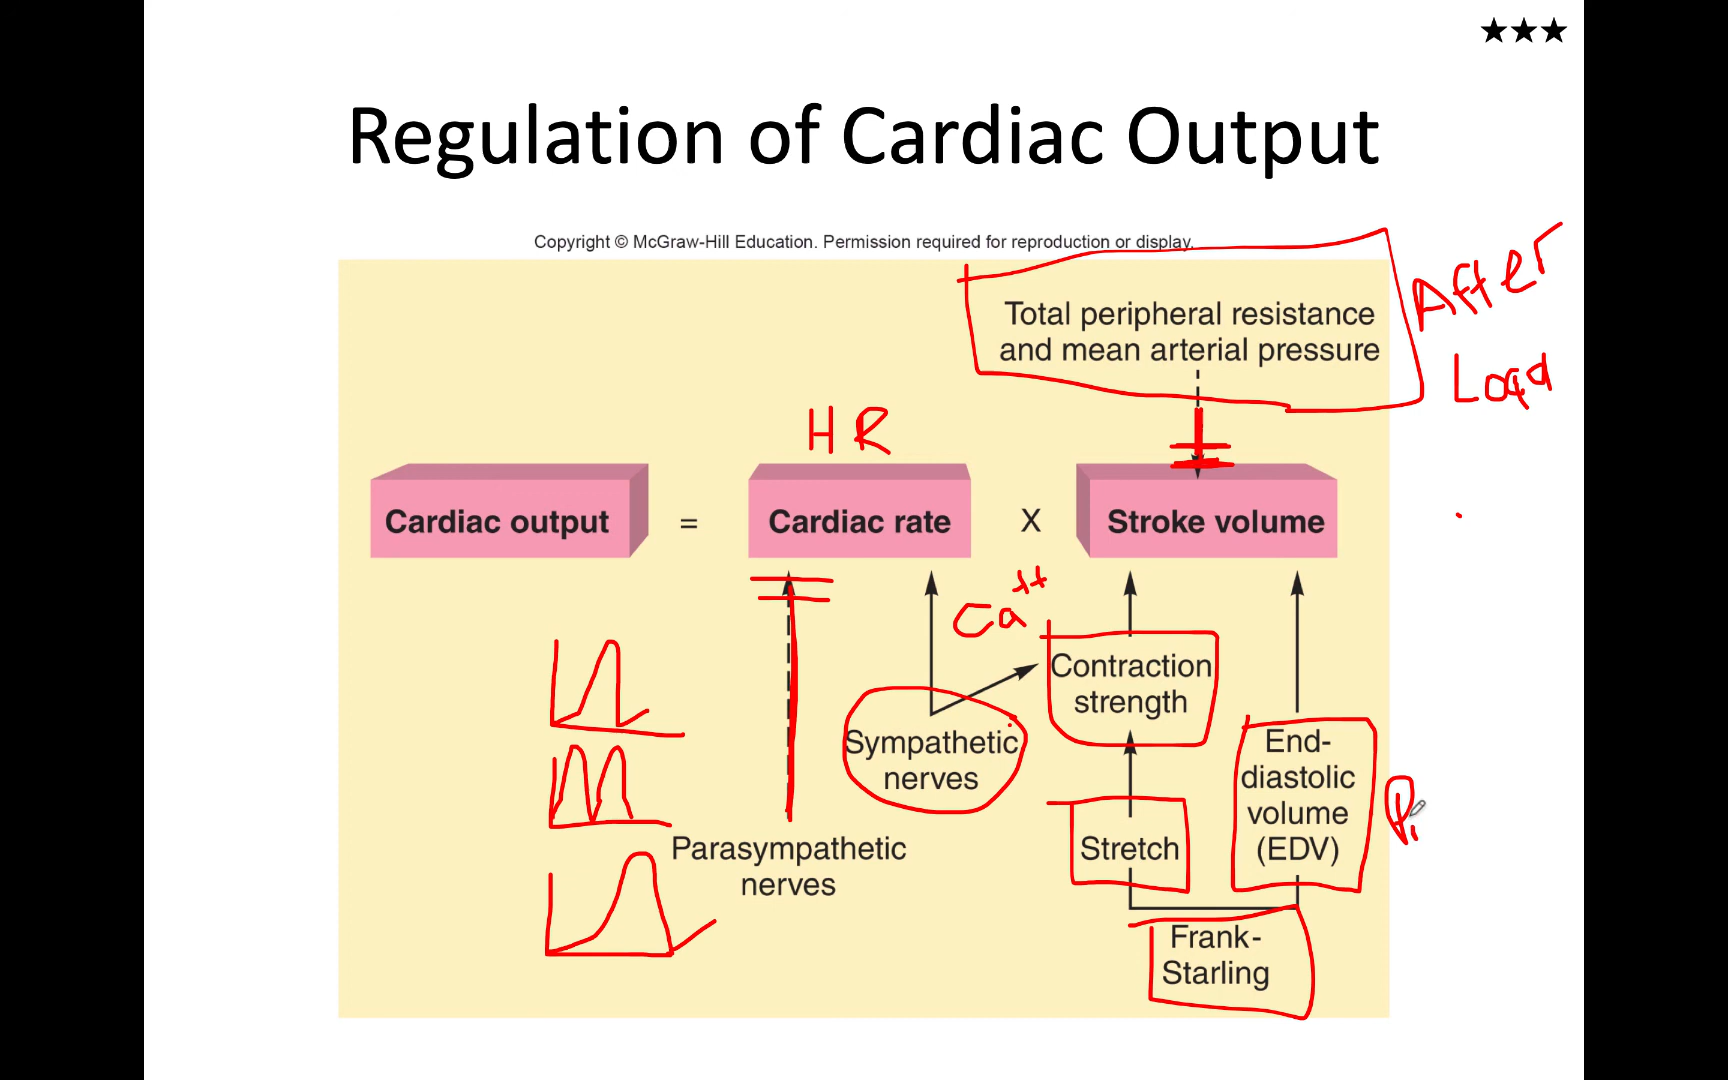 ★★★
Regulation of Cardiac Output
Copyright © McGraw-Hill Education. Permission required for reproduction or display.
Total peripheral resistance
and mean arterial pressure
After
Load
HR
Cardiac output = Cardiac rate X Stroke volume
Ca++
Contraction
strength
Sympathetic
nerves
End-
diastolic
volume
(EDV)
Stretch
Parasympathetic
nerves
Frank-
Starling